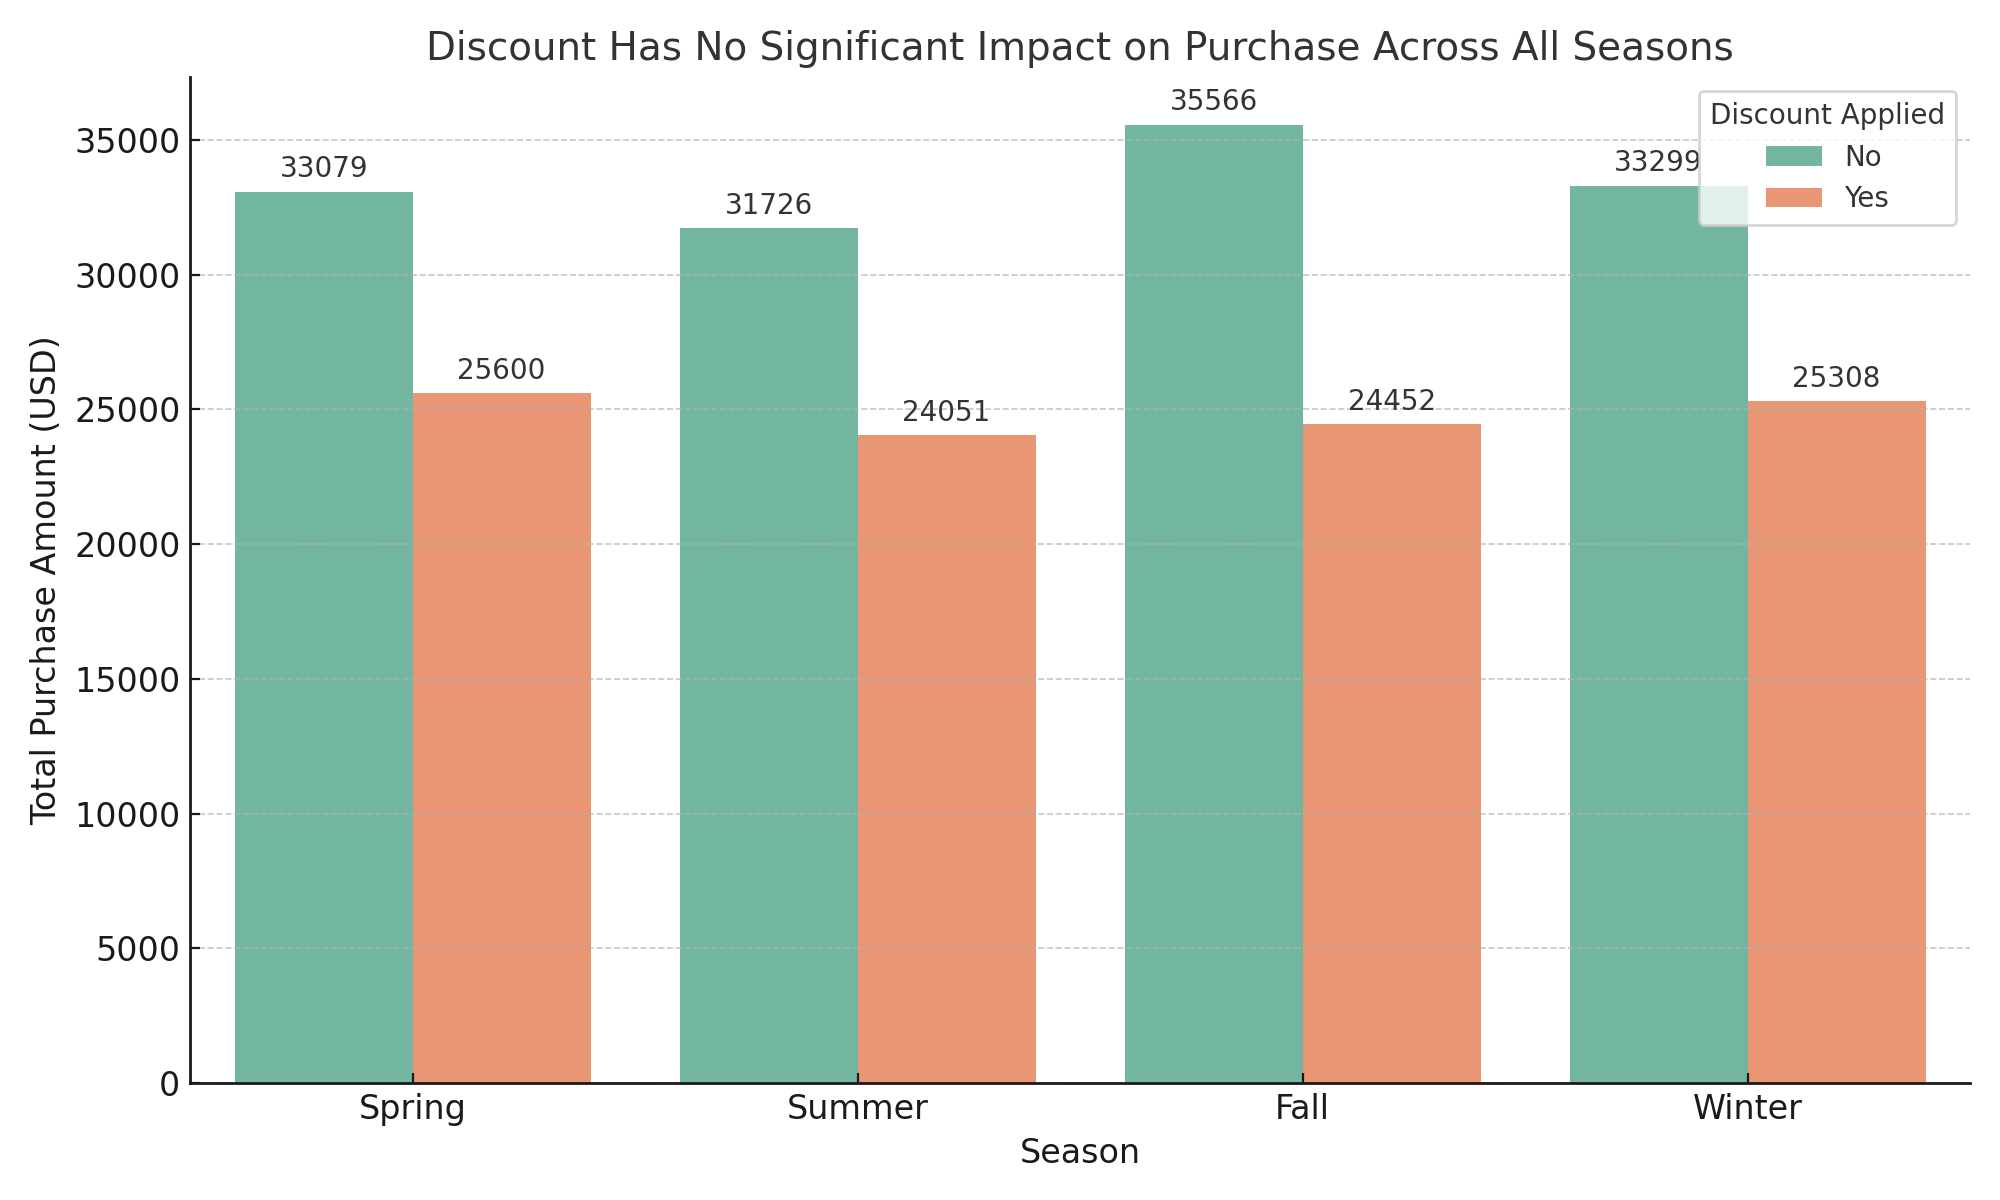 Discount Has No Significant Impact on Purchase Across All Seasons
Total Purchase Amount (USD)
35000
30000
25000
20000
15000
10000
5000
0
33079
25600
31726
24051
35566
24452
33299
25308
Discount Applied
No
Yes
Spring
Summer
Fall
Winter
Season